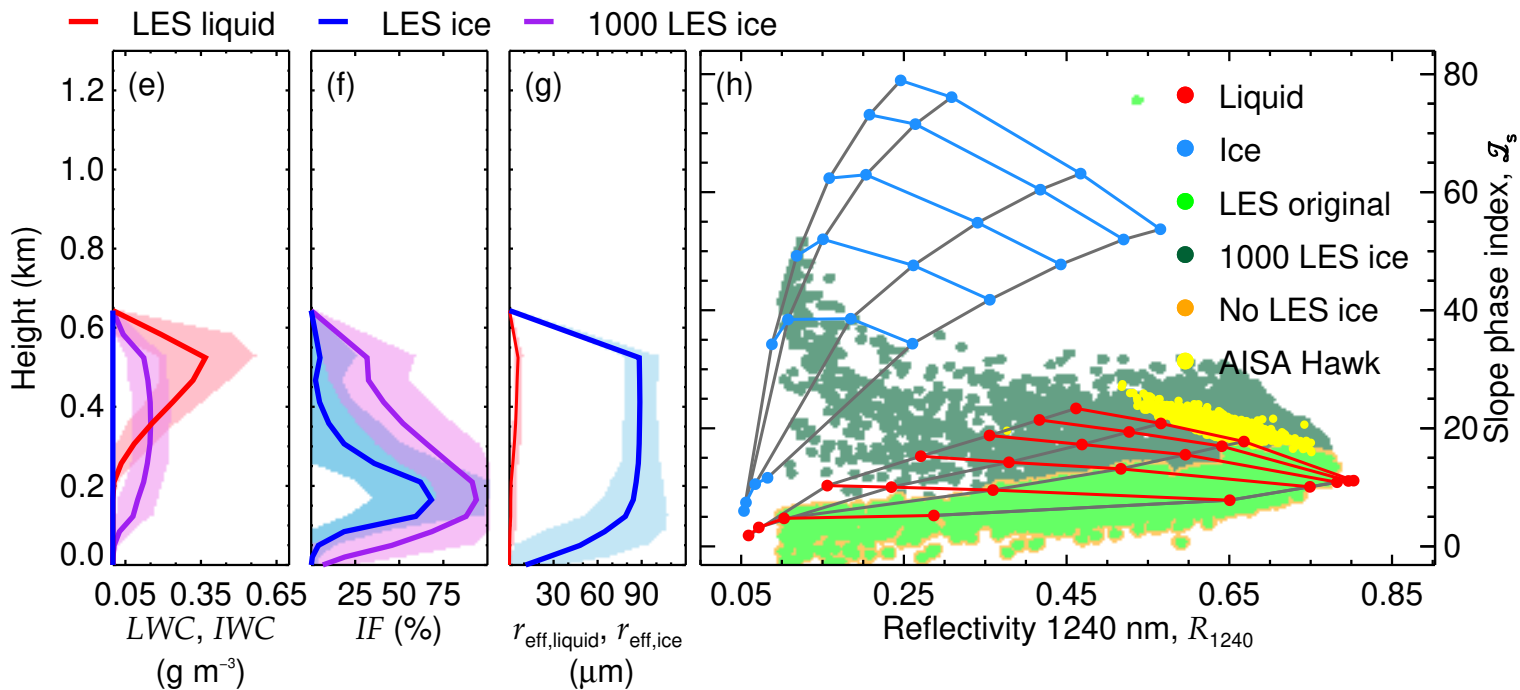 LES liquid LES ice 1000 LES ice
(e) (f) (g) (h)
1.2
1.0
0.8
0.6
0.4
0.2
0.0
Height (km)
0.05 0.35 0.65
LWC, IWC
(g m⁻³)
25 50 75
IF (%)
30 60 90
r_eff,liquid, r_eff,ice
(μm)
80
60
40
20
0
Slope phase index, ℐ_s
Liquid
Ice
LES original
1000 LES ice
No LES ice
AISA Hawk
0.05 0.25 0.45 0.65 0.85
Reflectivity 1240 nm, R_1240